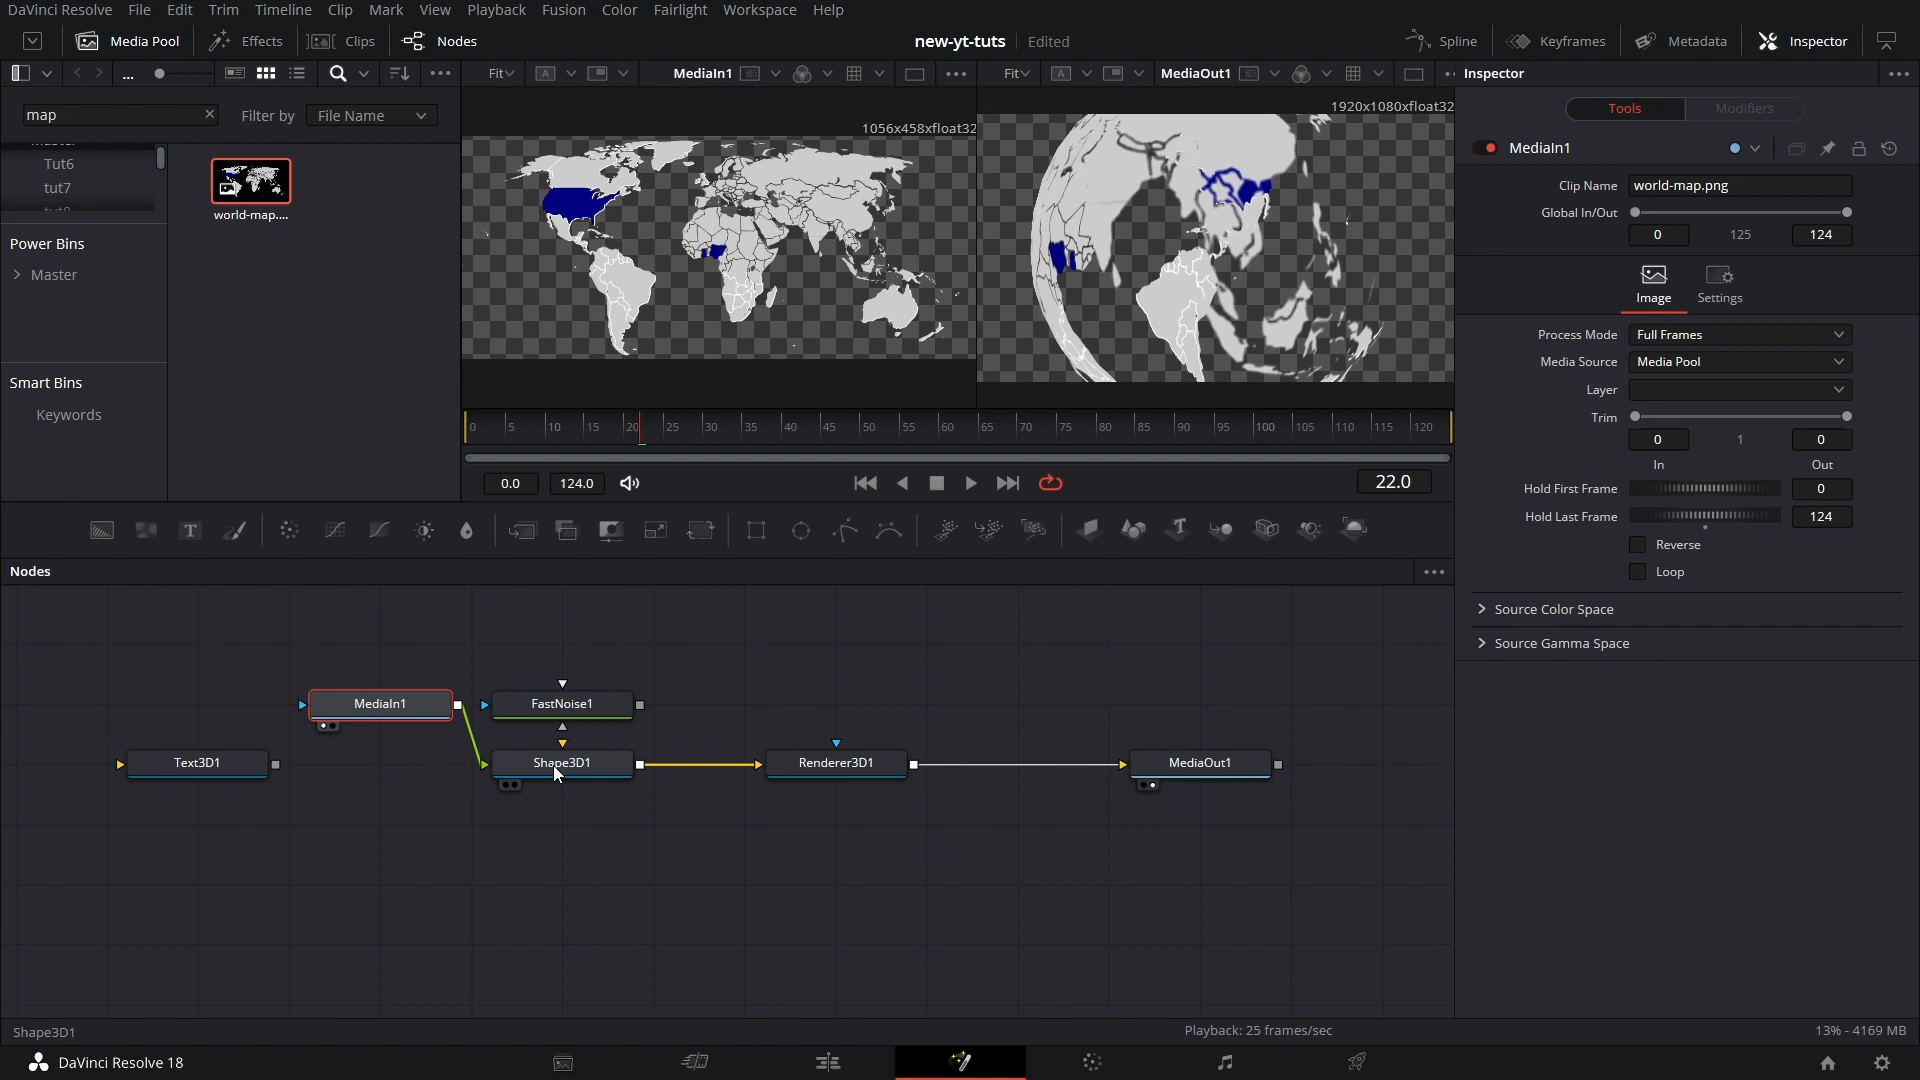 DaVinci Resolve File Edit Trim Timeline Clip Mark View Playback Fusion Color Fairlight Workspace Help
Media Pool Effects Clips Nodes new-yt-tuts Edited Spline Keyframes Metadata Inspector
... Fit A MediaIn1 Fit A MediaOut1 Inspector
map Filter by File Name 1920x1080xfloat32 Tools Modifiers
1056x458xfloat32
MediaIn1
Tut6
tut7
world-map....
Clip Name world-map.png
Global In/Out
0 125 124
Power Bins
Master
Image Settings
Process Mode Full Frames
Media Source Media Pool
Smart Bins
Layer
Keywords
Trim
0 5 10 15 20 25 30 35 40 45 50 55 60 65 70 75 80 85 90 95 100 105 110 115 120
0 1 0
In Out
0.0 124.0 22.0
Hold First Frame 0
Hold Last Frame 124
T T
Reverse
Nodes
Loop
Source Color Space
Source Gamma Space
MediaIn1 FastNoise1
Text3D1 Shape3D1 Renderer3D1 MediaOut1
Shape3D1 Playback: 25 frames/sec 13% - 4169 MB
DaVinci Resolve 18